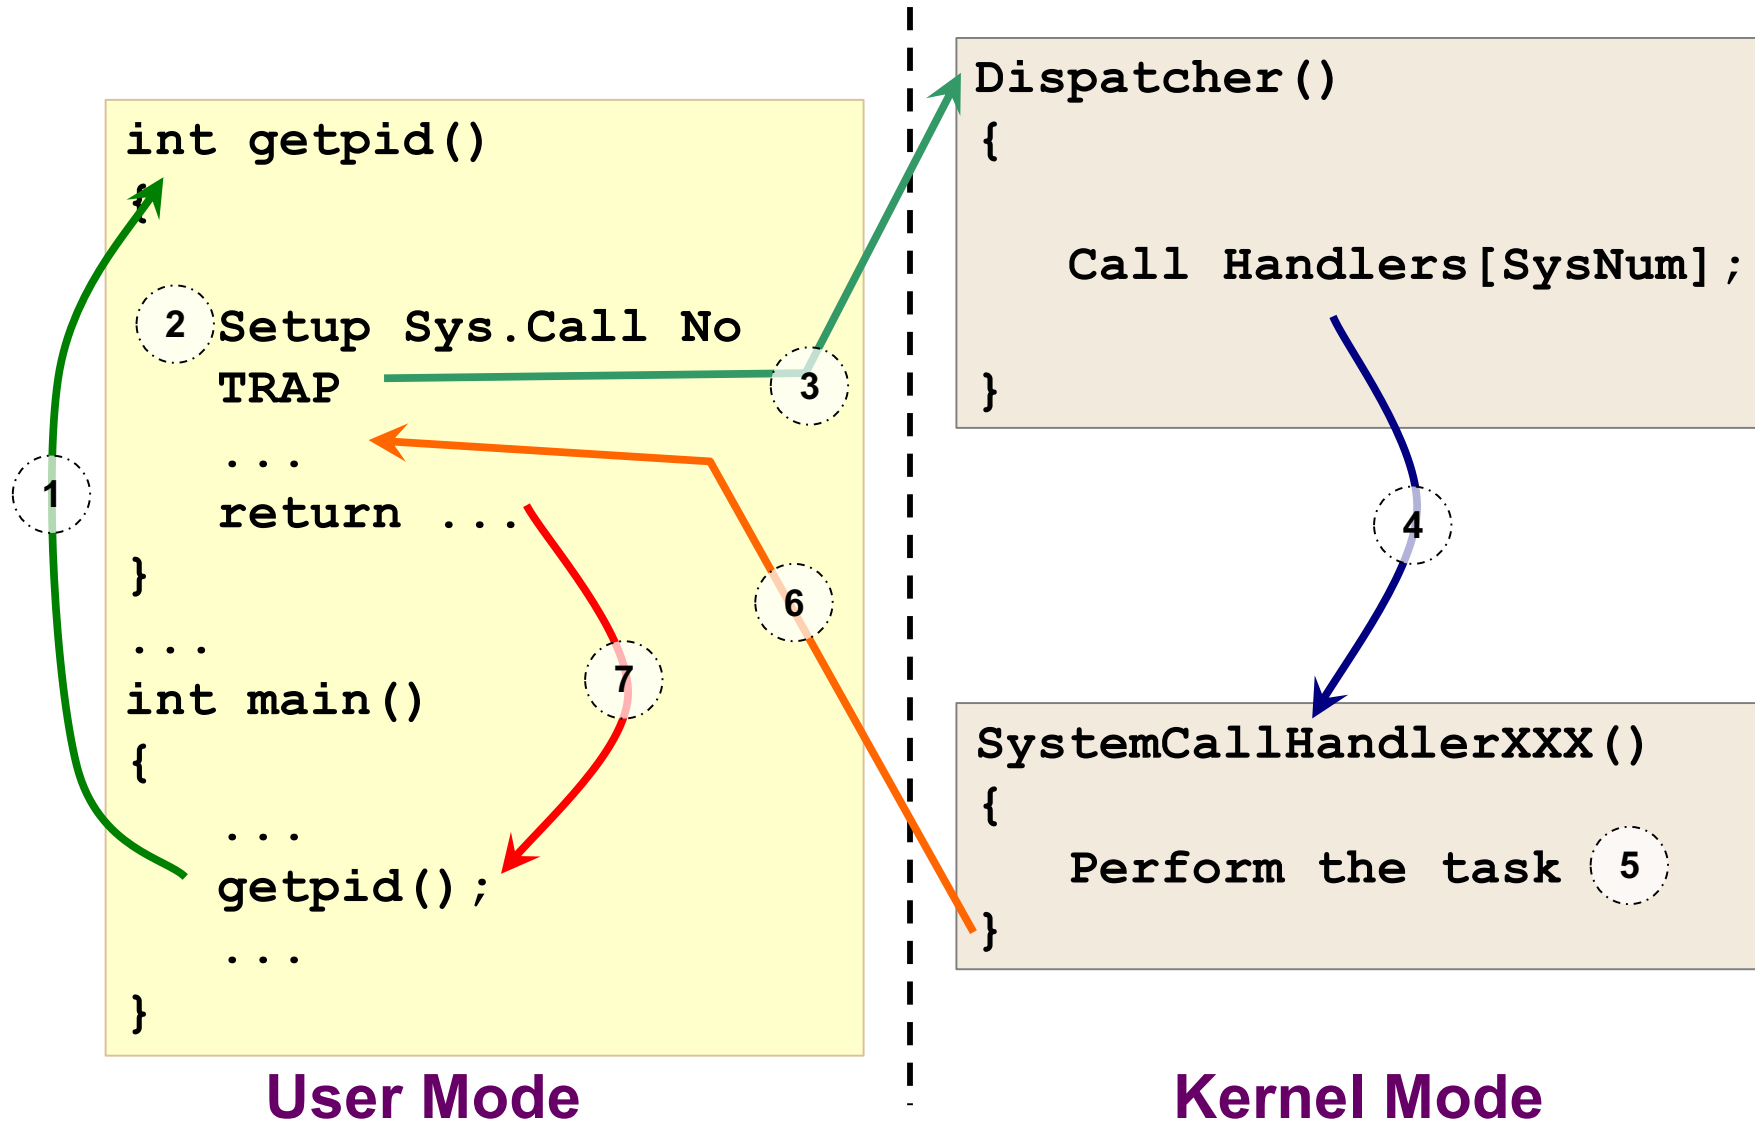 int getpid()
{
2 Setup Sys.Call No
TRAP
3
...
return ...
}
...
int main()
{
...
getpid();
...
}
1
6
7
User Mode
Dispatcher()
{
Call Handlers[SysNum];
}
4
SystemCallHandlerXXX()
{
Perform the task 5
}
Kernel Mode